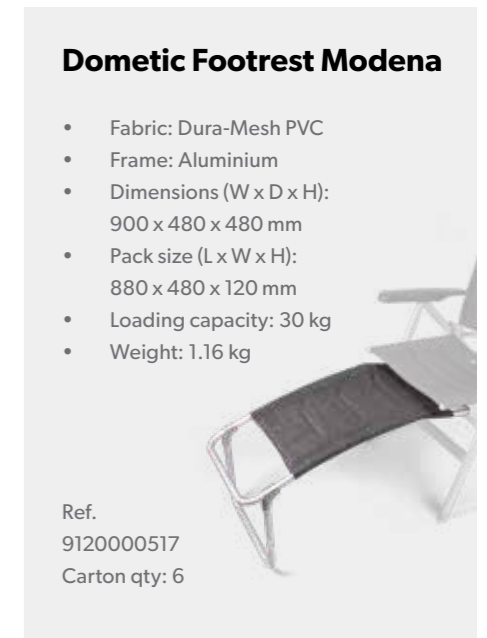 Dometic Footrest Modena
• Fabric: Dura-Mesh PVC
• Frame: Aluminium
• Dimensions (W x D x H):
900 x 480 x 480 mm
• Pack size (L x W x H):
880 x 480 x 120 mm
• Loading capacity: 30 kg
• Weight: 1.16 kg
Ref.
9120000517
Carton qty: 6